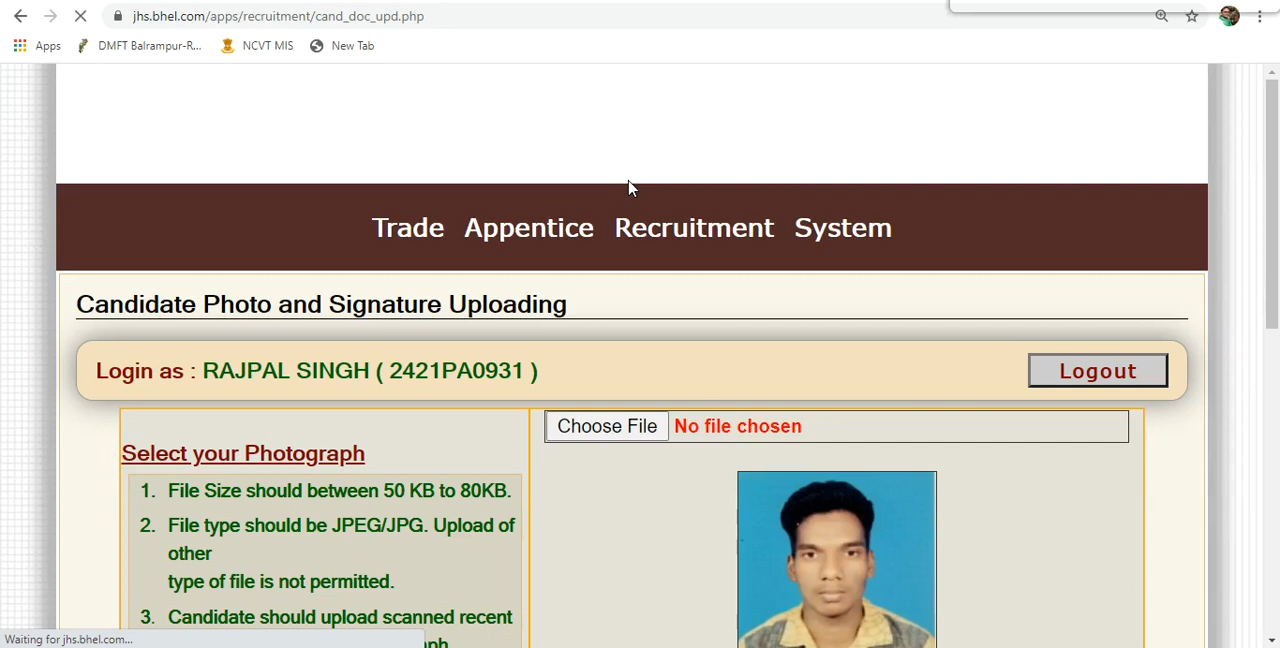 jhs.bhel.com/apps/recruitment/cand_doc_upd.php
Apps DMFT Balrampur-R... NCVT MIS New Tab
Trade Appentice Recruitment System
Candidate Photo and Signature Uploading
Login as : RAJPAL SINGH ( 2421PA0931 ) Logout
Choose File No file chosen
Select your Photograph
1. File Size should between 50 KB to 80KB.
2. File type should be JPEG/JPG. Upload of
other
type of file is not permitted.
3. Candidate should upload scanned recent
Waiting for jhs.bhel.com...